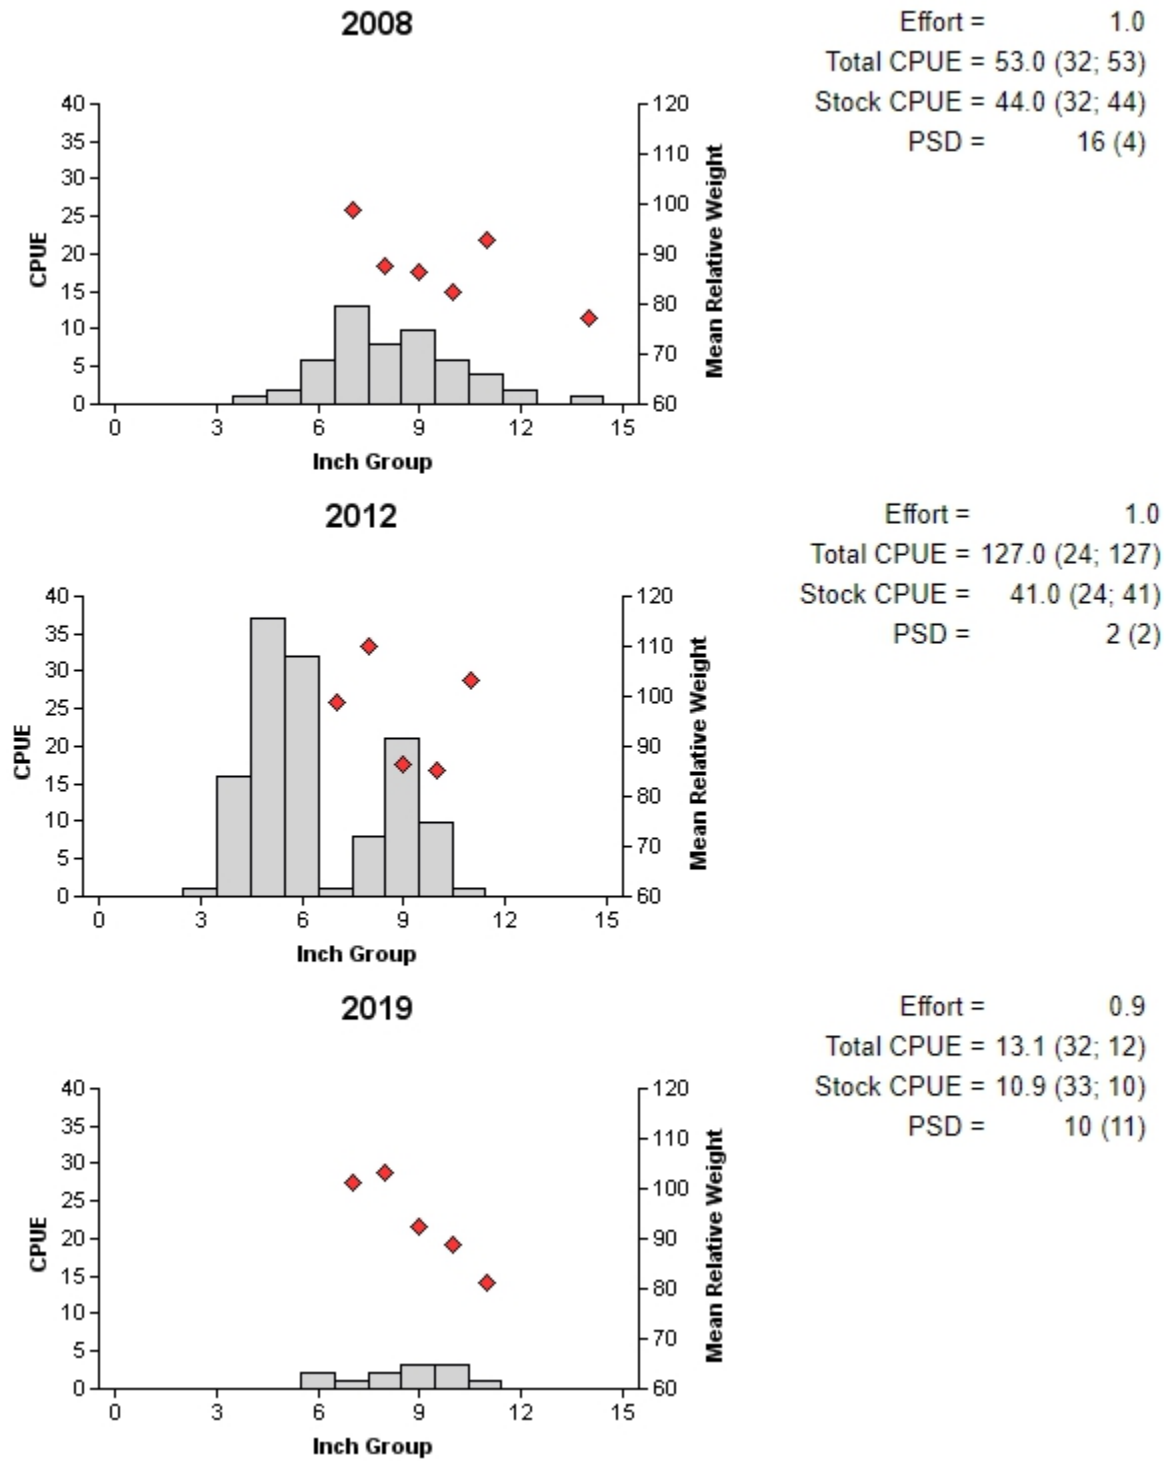 2008
Effort = 1.0
Total CPUE = 53.0 (32; 53)
Stock CPUE = 44.0 (32; 44)
PSD = 16 (4)
40
35
30
25
20
15
10
5
0
CPUE
120
110
100
90
80
70
60
Mean Relative Weight
0 3 6 9 12 15
Inch Group
2012
Effort = 1.0
Total CPUE = 127.0 (24; 127)
Stock CPUE = 41.0 (24; 41)
PSD = 2 (2)
40
35
30
25
20
15
10
5
0
CPUE
120
110
100
90
80
70
60
Mean Relative Weight
0 3 6 9 12 15
Inch Group
2019
Effort = 0.9
Total CPUE = 13.1 (32; 12)
Stock CPUE = 10.9 (33; 10)
PSD = 10 (11)
40
35
30
25
20
15
10
5
0
CPUE
120
110
100
90
80
70
60
Mean Relative Weight
0 3 6 9 12 15
Inch Group